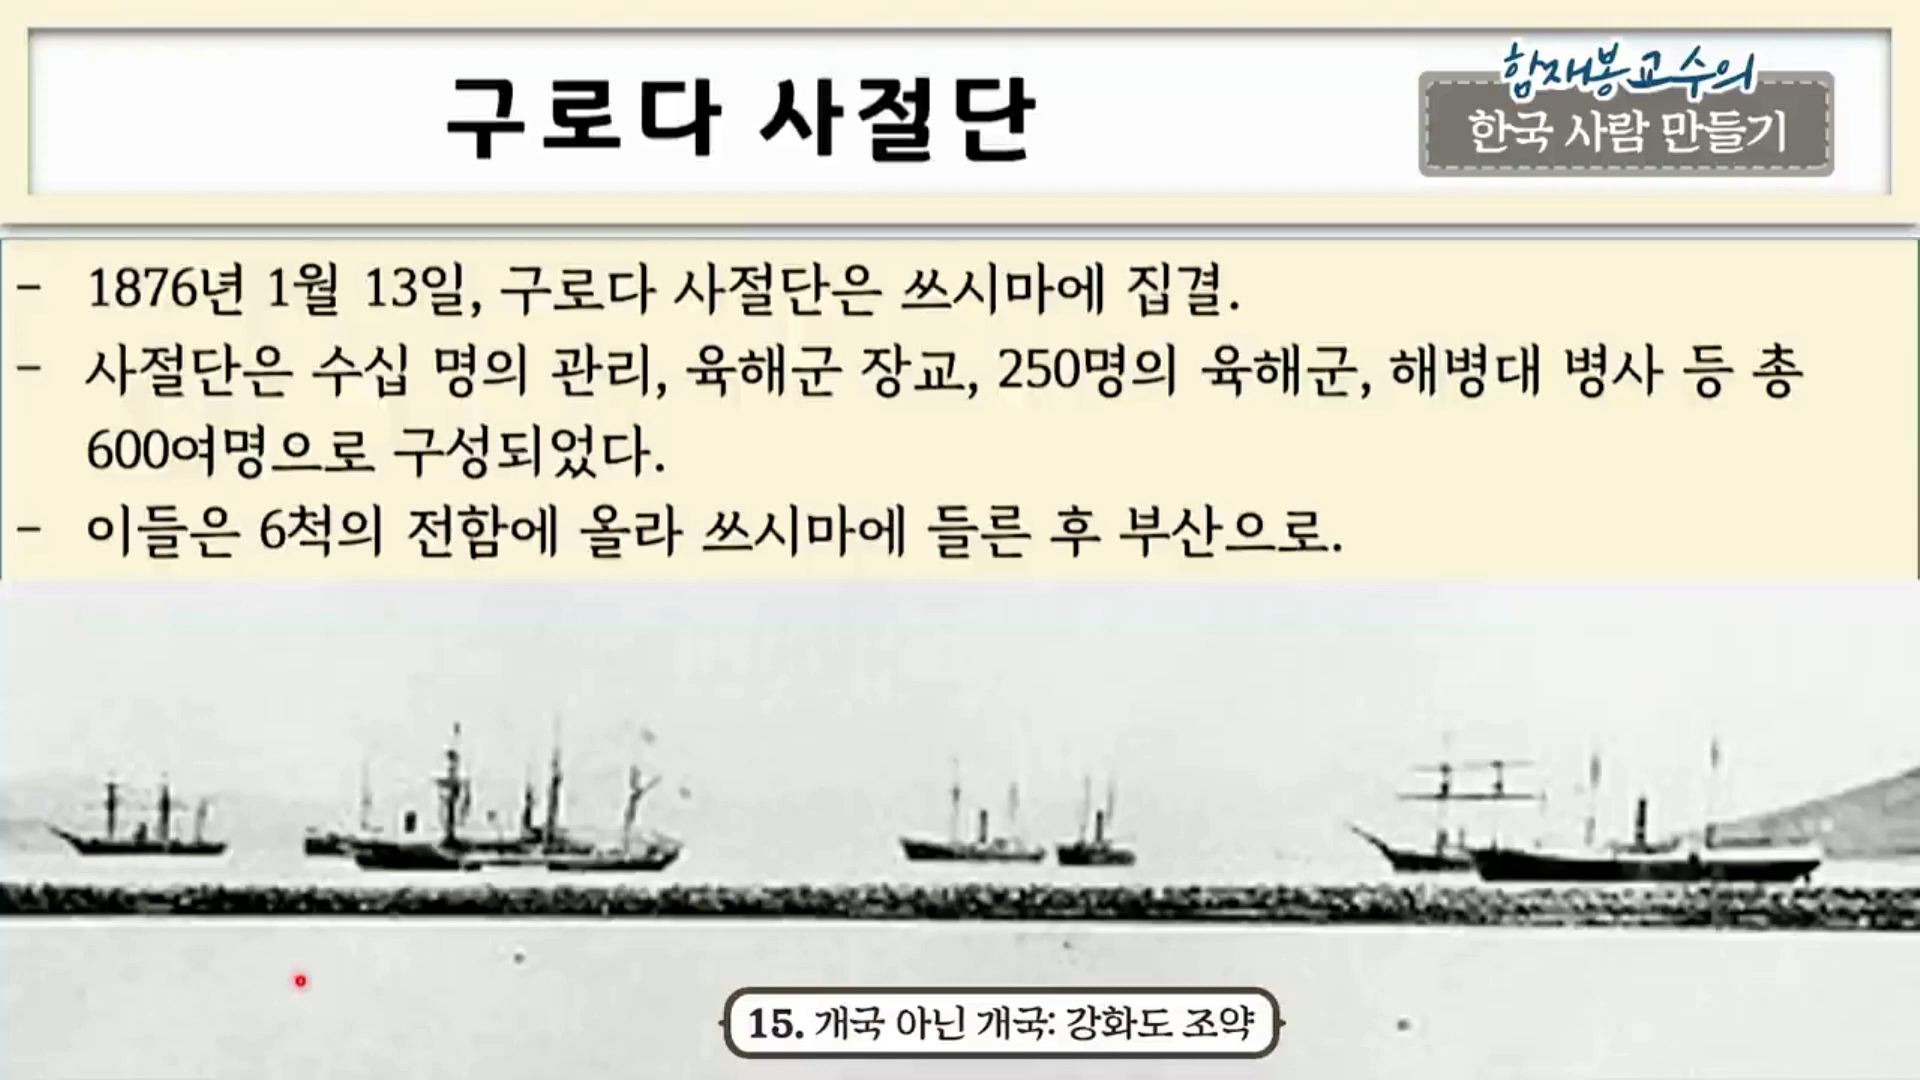 구로다 사절단
함재봉교수의
한국 사람 만들기
- 1876년 1월 13일, 구로다 사절단은 쓰시마에 집결.
- 사절단은 수십 명의 관리, 육해군 장교, 250명의 육해군, 해병대 병사 등 총
600여명으로 구성되었다.
- 이들은 6척의 전함에 올라 쓰시마에 들른 후 부산으로.
15. 개국 아닌 개국: 강화도 조약